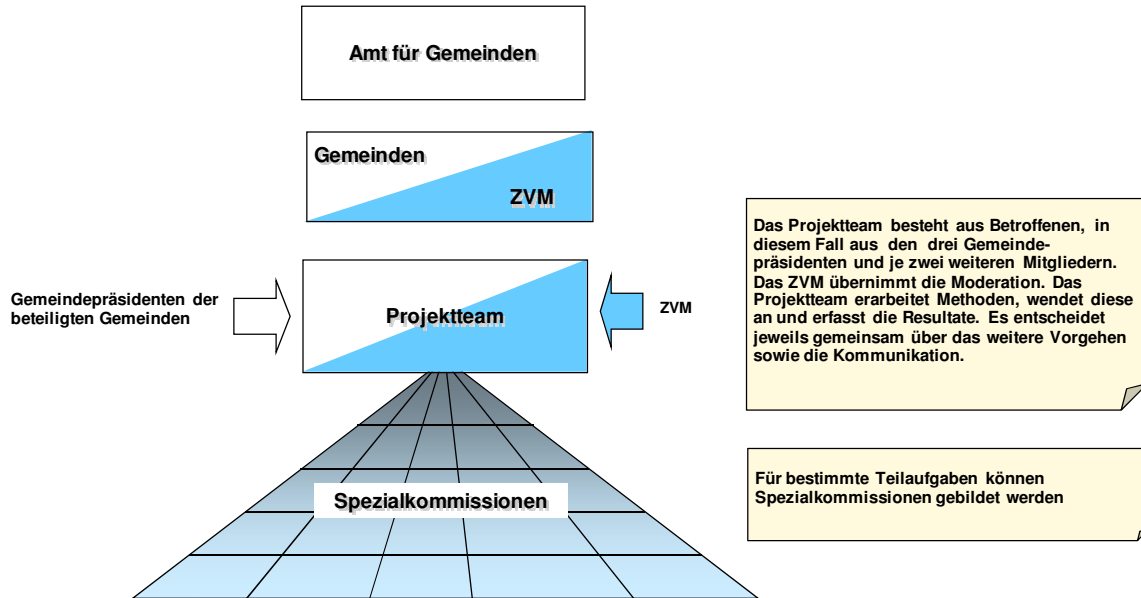 Amt für Gemeinden
Gemeinden
ZVM
Gemeindepräsidenten der
beteiligten Gemeinden
Projektteam
ZVM
Das Projektteam besteht aus Betroffenen, in
diesem Fall aus den drei Gemeinde-
präsidenten und je zwei weiteren Mitgliedern.
Das ZVM übernimmt die Moderation. Das
Projektteam erarbeitet Methoden, wendet diese
an und erfasst die Resultate. Es entscheidet
jeweils gemeinsam über das weitere Vorgehen
sowie die Kommunikation.
Spezialkommissionen
Für bestimmte Teilaufgaben können
Spezialkommissionen gebildet werden